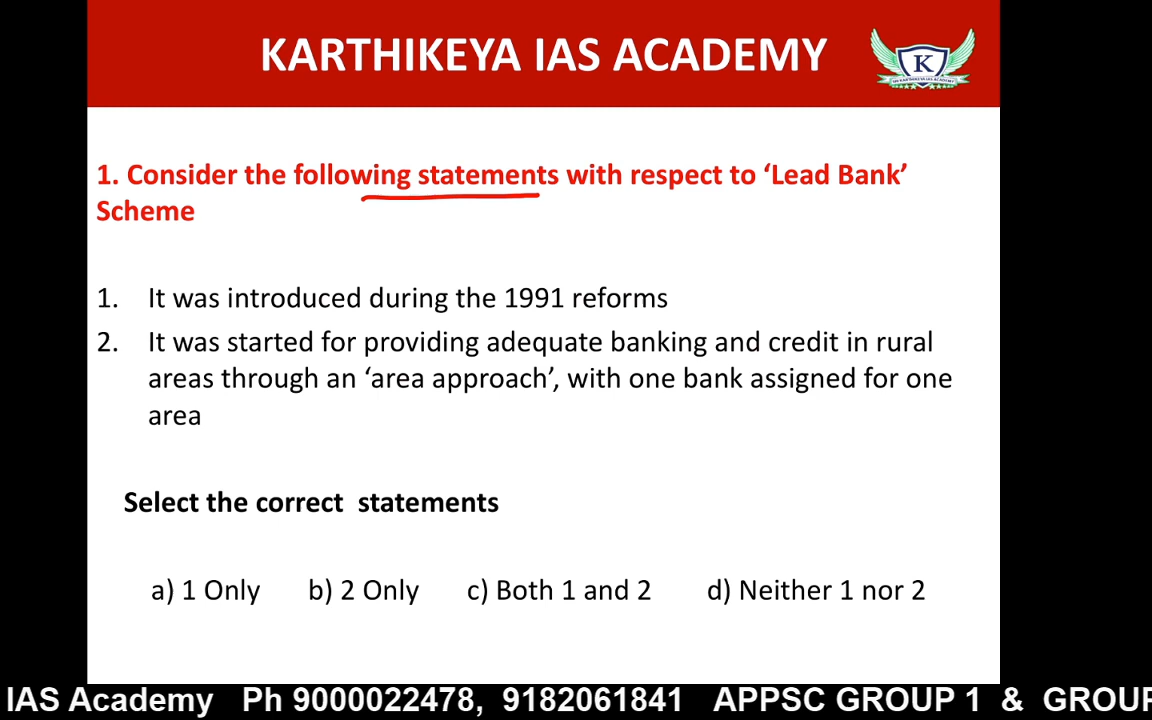 KARTHIKEYA IAS ACADEMY
K
1. Consider the following statements with respect to ‘Lead Bank’
Scheme
1. It was introduced during the 1991 reforms
2. It was started for providing adequate banking and credit in rural
areas through an ‘area approach’, with one bank assigned for one
area
Select the correct statements
a) 1 Only b) 2 Only c) Both 1 and 2 d) Neither 1 nor 2
IAS Academy Ph 9000022478, 9182061841 APPSC GROUP 1 & GROUP